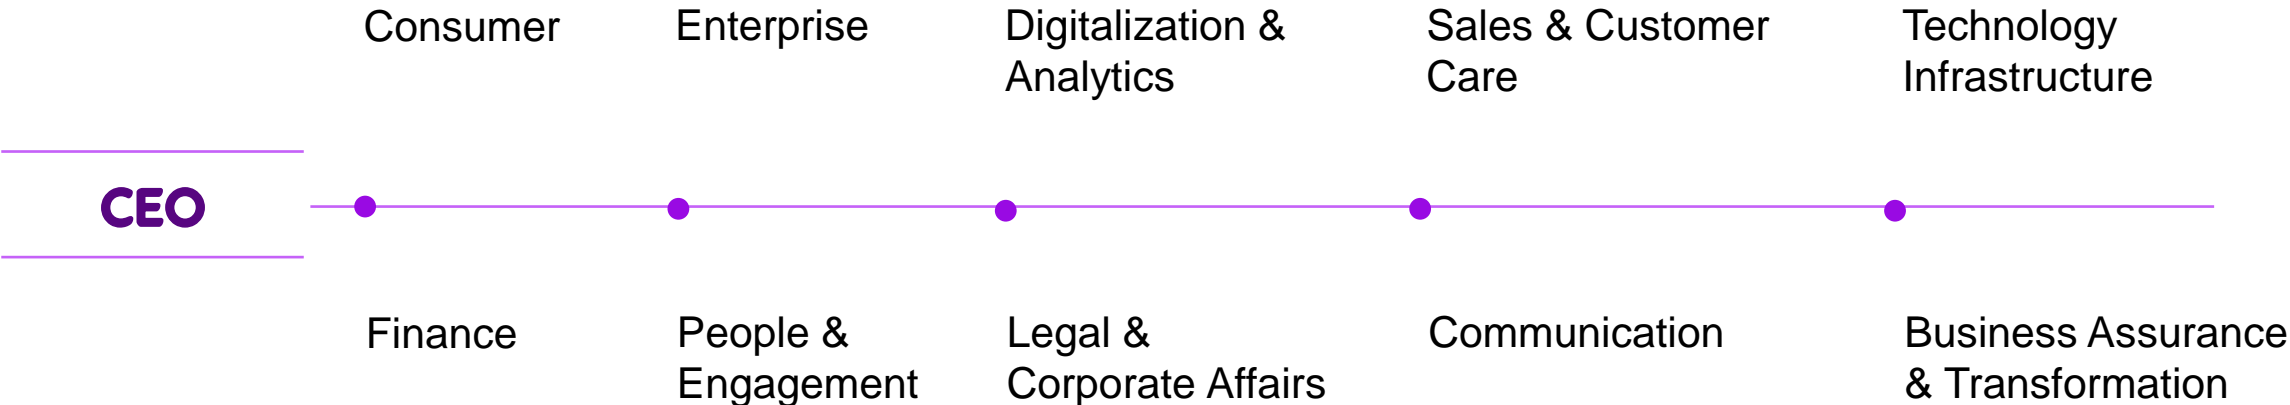 Consumer
Enterprise
Digitalization &
Analytics
Sales & Customer
Care
Technology
Infrastructure
CEO
Finance
People &
Engagement
Legal &
Corporate Affairs
Communication
Business Assurance
& Transformation